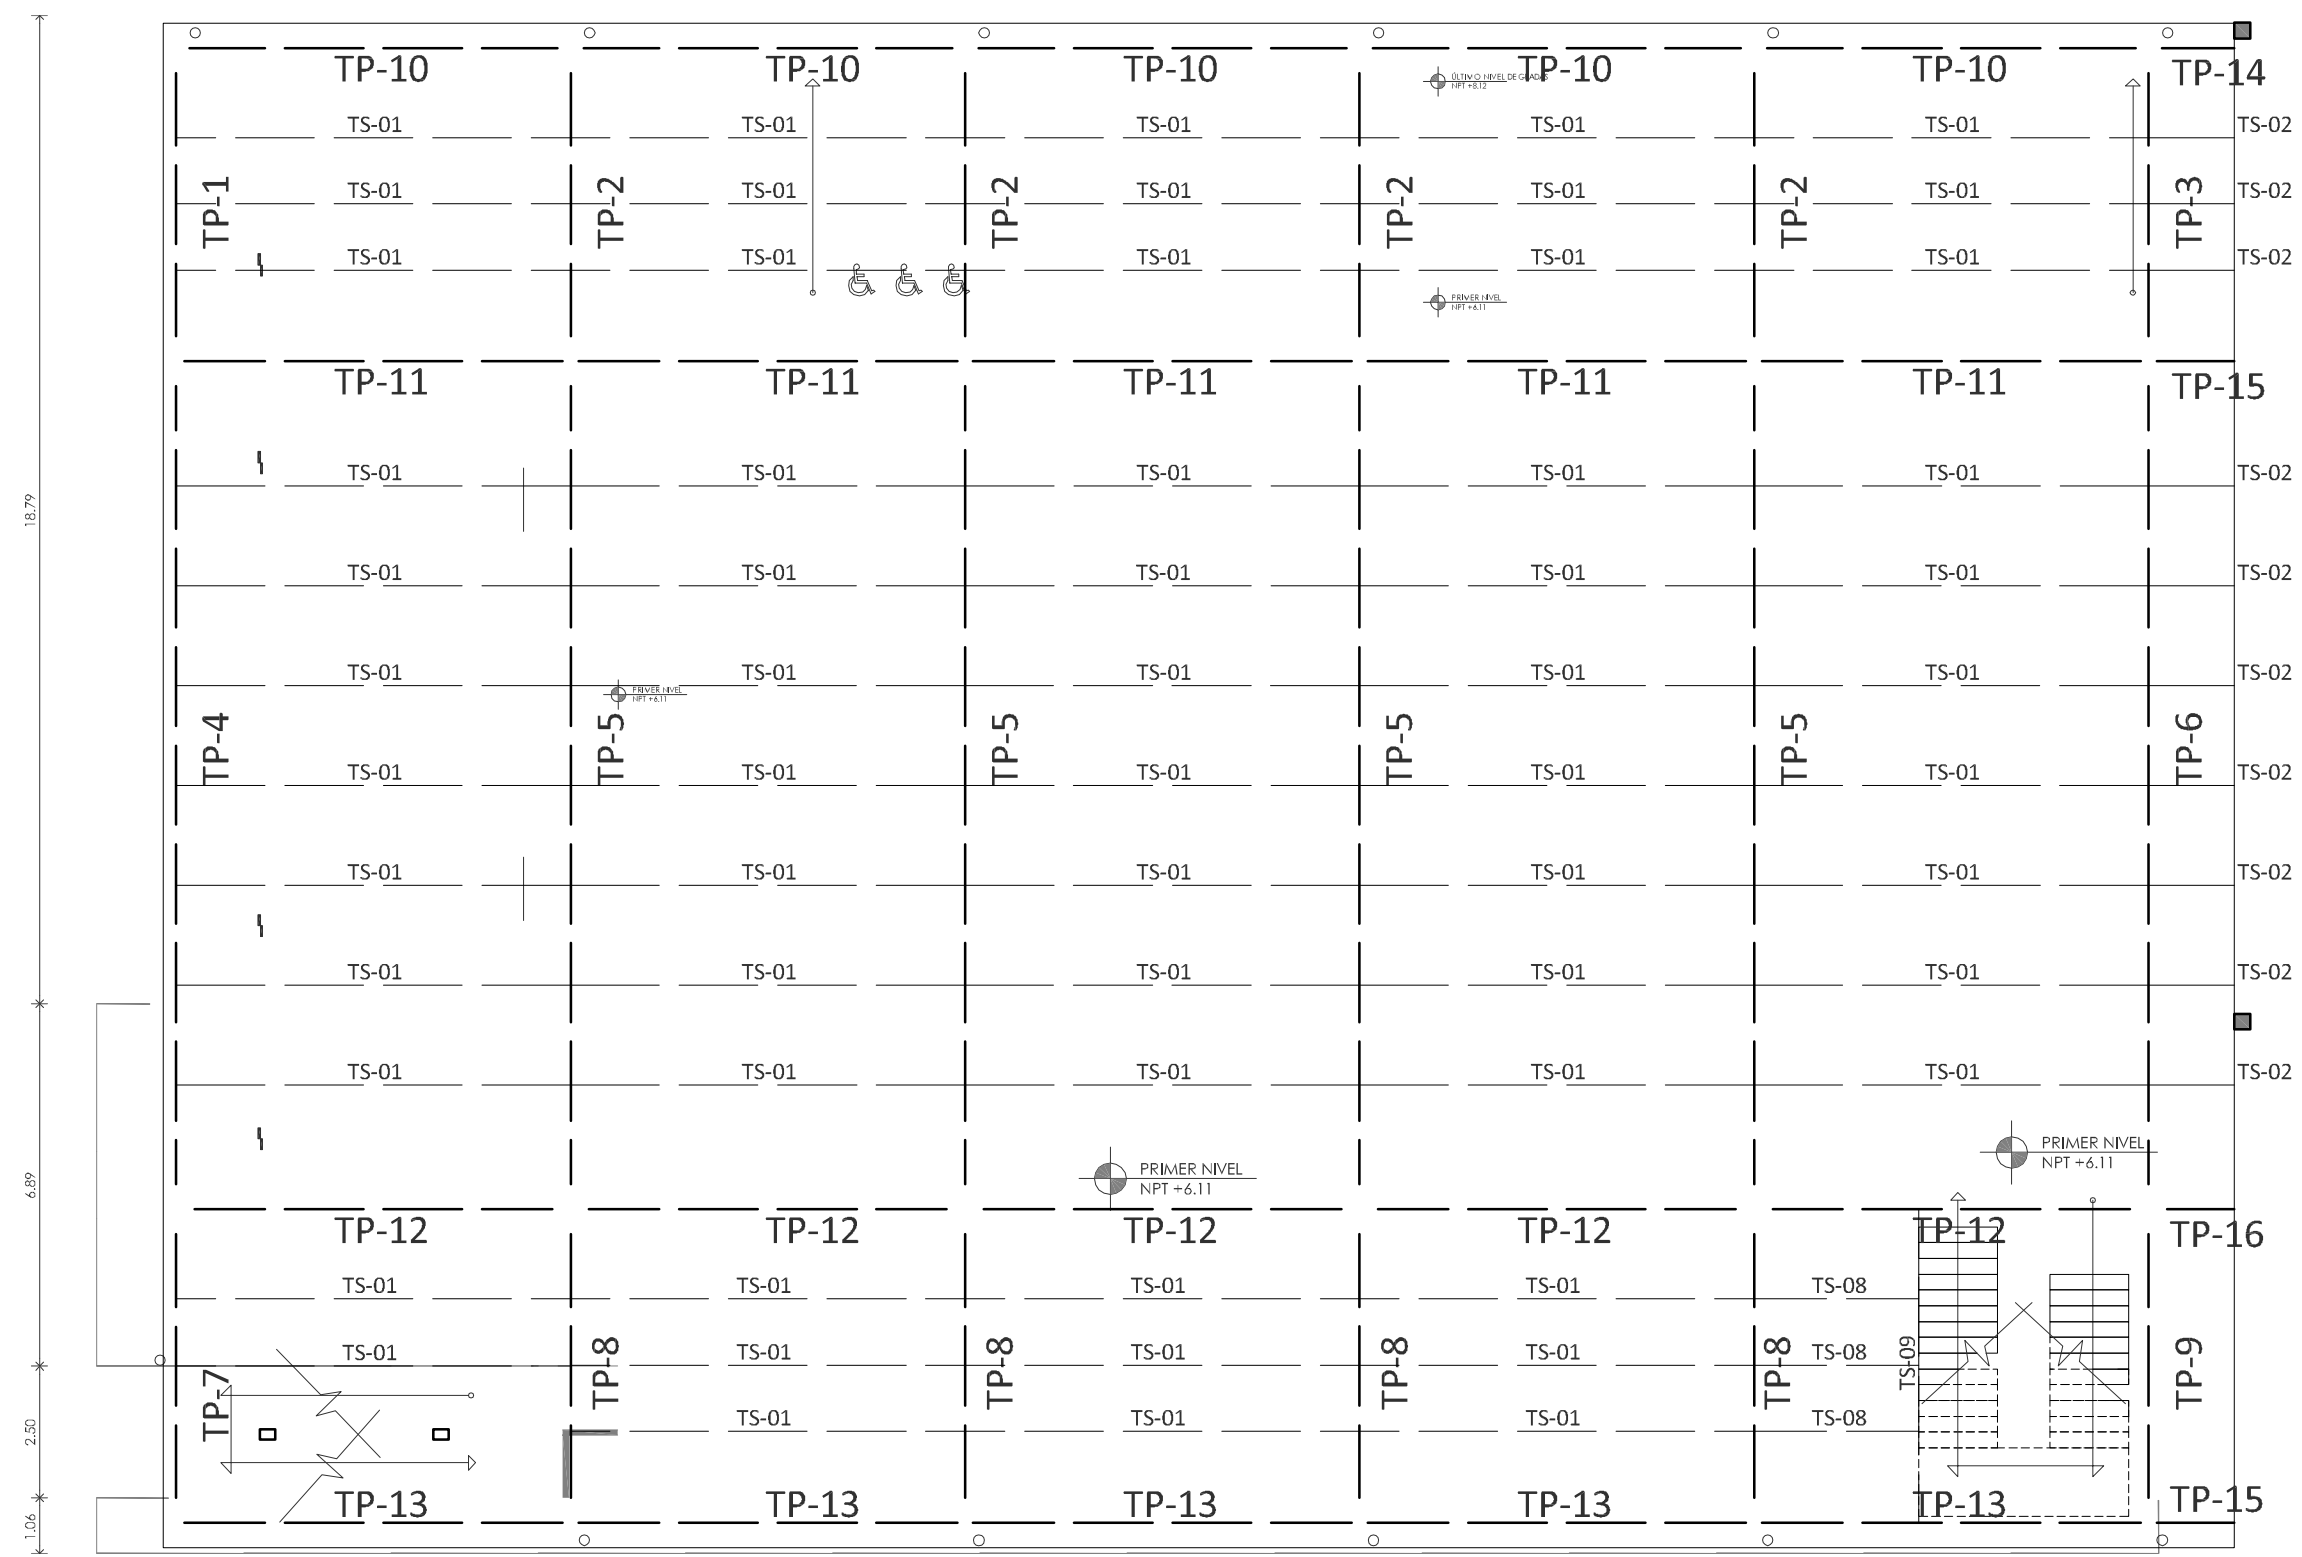 TP-10 TP-10 TP-10 TP-10 TP-10 TP-14
NPT +8.12
TS-01 TS-01 TS-01 TS-01 TS-01 TS-02
TP-1 TP-2 TP-2 TP-2 TP-2 TP-3
TS-01 TS-01 TS-01 TS-01 TS-01 TS-02
TS-01 TS-01 TS-01 TS-01 TS-01 TS-02
PRIMER NIVEL
NPT +6.11
TP-11 TP-11 TP-11 TP-11 TP-11 TP-15
TS-01 TS-01 TS-01 TS-01 TS-01 TS-02
18.79
TS-01 TS-01 TS-01 TS-01 TS-01 TS-02
TS-01 TS-01 TS-01 TS-01 TS-01 TS-02
PRIMER NIVEL
NPT +6.11
TP-4 TP-5 TP-5 TP-5 TP-5 TP-6
TS-01 TS-01 TS-01 TS-01 TS-01 TS-02
TS-01 TS-01 TS-01 TS-01 TS-01 TS-02
TS-01 TS-01 TS-01 TS-01 TS-01 TS-02
TS-01 TS-01 TS-01 TS-01 TS-01 TS-02
PRIMER NIVEL
NPT +6.11
PRIMER NIVEL
NPT +6.11
6.89
TP-12 TP-12 TP-12 TP-12 TP-12 TP-16
TS-01 TS-01 TS-01 TS-01 TS-08
TS-01 TS-01 TS-01 TS-01 TS-08
TP-7 TP-8 TP-8 TP-8 TP-8 TS-09 TP-9
TS-01 TS-01 TS-01 TS-08
2.50
TP-13 TP-13 TP-13 TP-13 TP-13 TP-15
1.06